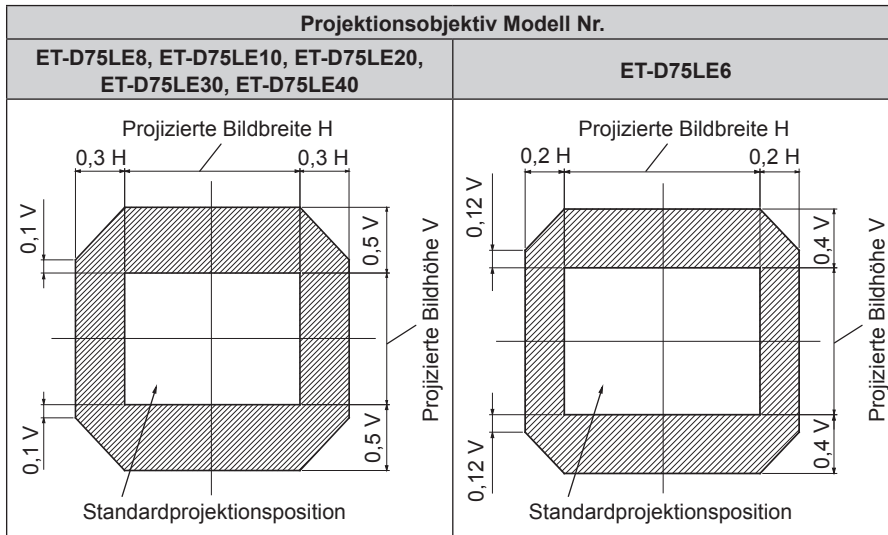 Projektionsobjektiv Modell Nr.
ET-D75LE8, ET-D75LE10, ET-D75LE20,
ET-D75LE30, ET-D75LE40
ET-D75LE6
Projizierte Bildbreite H
0,3 H
0,3 H
0,1 V
0,5 V
Projizierte Bildhöhe V
0,1 V
0,5 V
Standardprojektionsposition
Projizierte Bildbreite H
0,2 H
0,2 H
0,12 V
0,4 V
Projizierte Bildhöhe V
0,12 V
0,4 V
Standardprojektionsposition